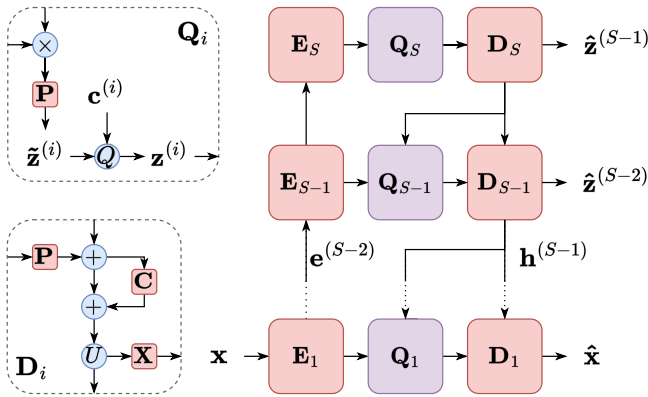 Q_i
×
P
c^(i)
z̃^(i) Q z^(i)
P + C
+
U X
D_i
E_S Q_S D_S ẑ^(S−1)
E_{S−1} Q_{S−1} D_{S−1} ẑ^(S−2)
e^(S−2) h^(S−1)
x E_1 Q_1 D_1 x̂